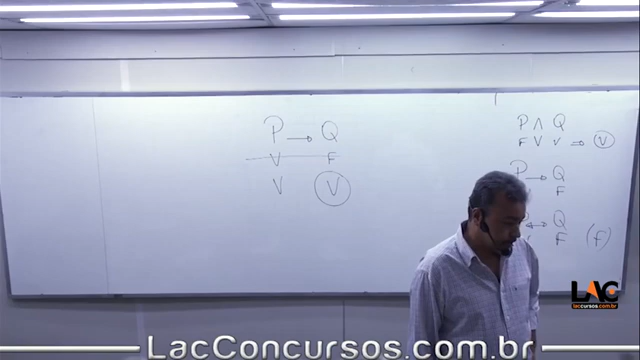 P → Q
V F
V V
P ∧ Q
F V V ⇒ V
P → Q
F
↔ Q
F (F)
LAC
laccursos.com.br
LacConcursos.com.br